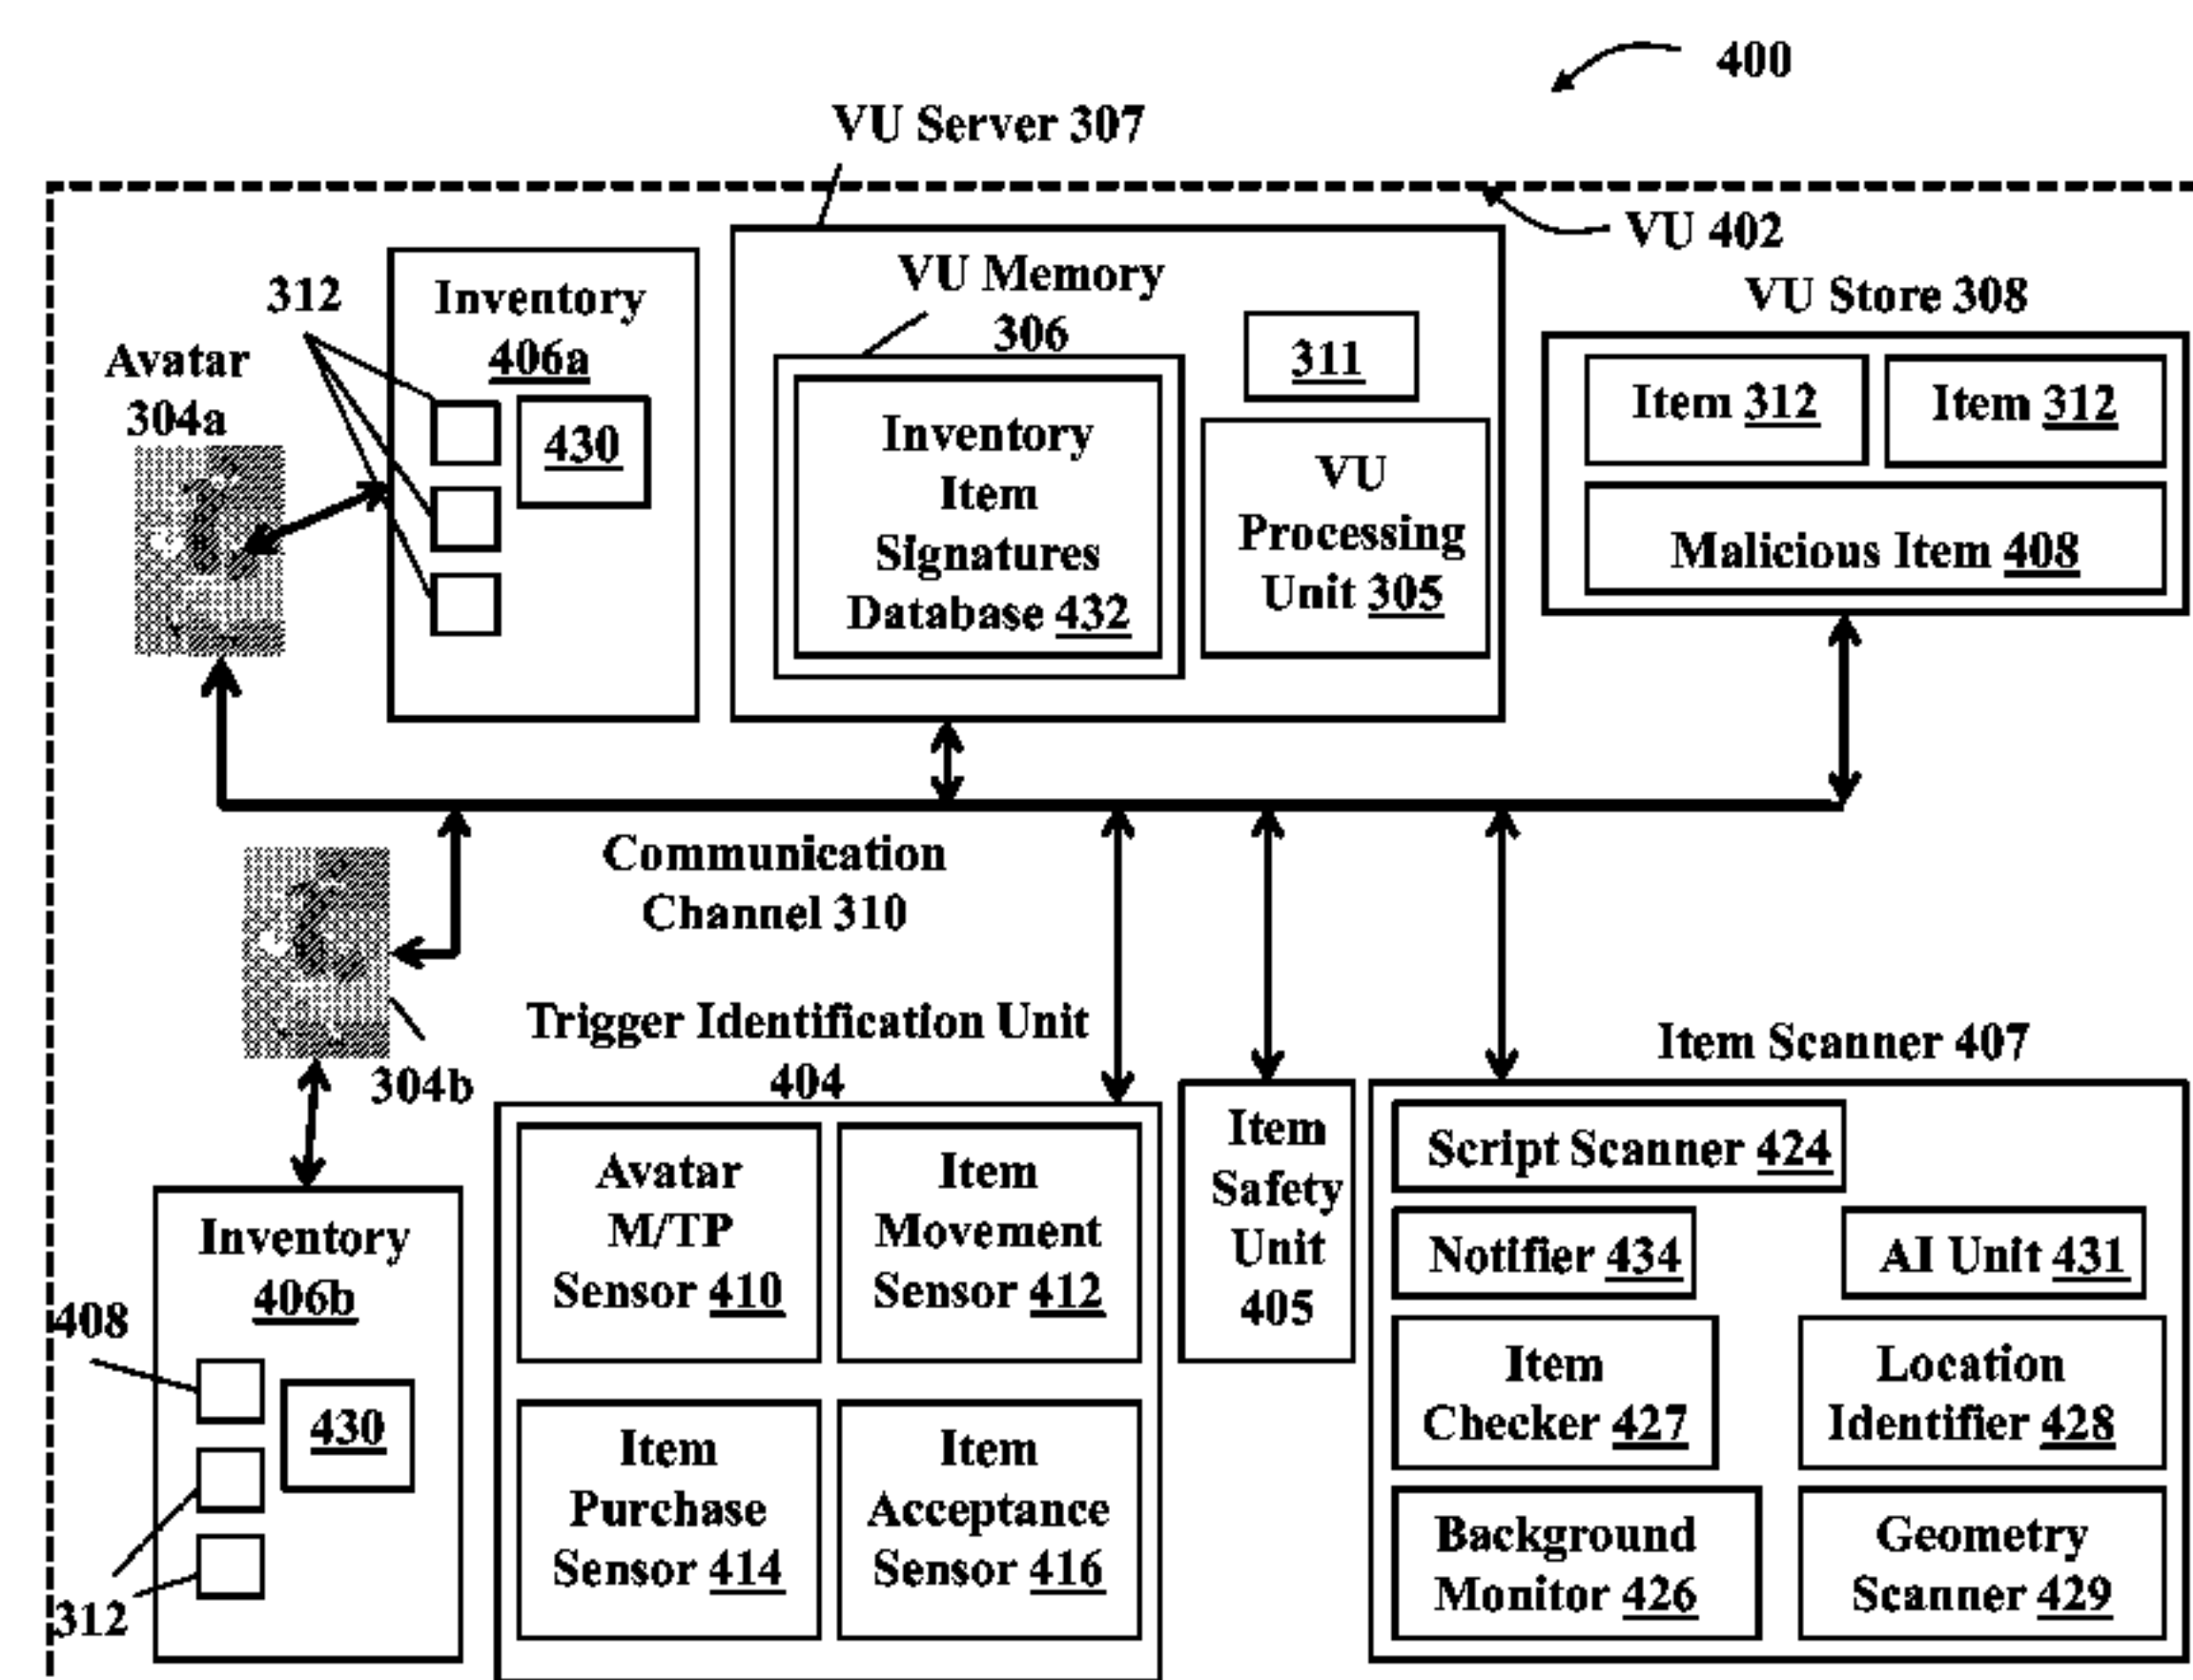 400
VU Server 307
VU 402
312
Inventory
406a
430
Avatar
304a
VU Memory
306
Inventory
Item
Signatures
Database 432
311
VU
Processing
Unit 305
VU Store 308
Item 312
Item 312
Malicious Item 408
Communication
Channel 310
304b
Inventory
406b
408
430
312
Trigger Identification Unit
404
Avatar
M/TP
Sensor 410
Item
Movement
Sensor 412
Item
Purchase
Sensor 414
Item
Acceptance
Sensor 416
Item
Safety
Unit
405
Item Scanner 407
Script Scanner 424
Notifier 434
AI Unit 431
Item
Checker 427
Location
Identifier 428
Background
Monitor 426
Geometry
Scanner 429